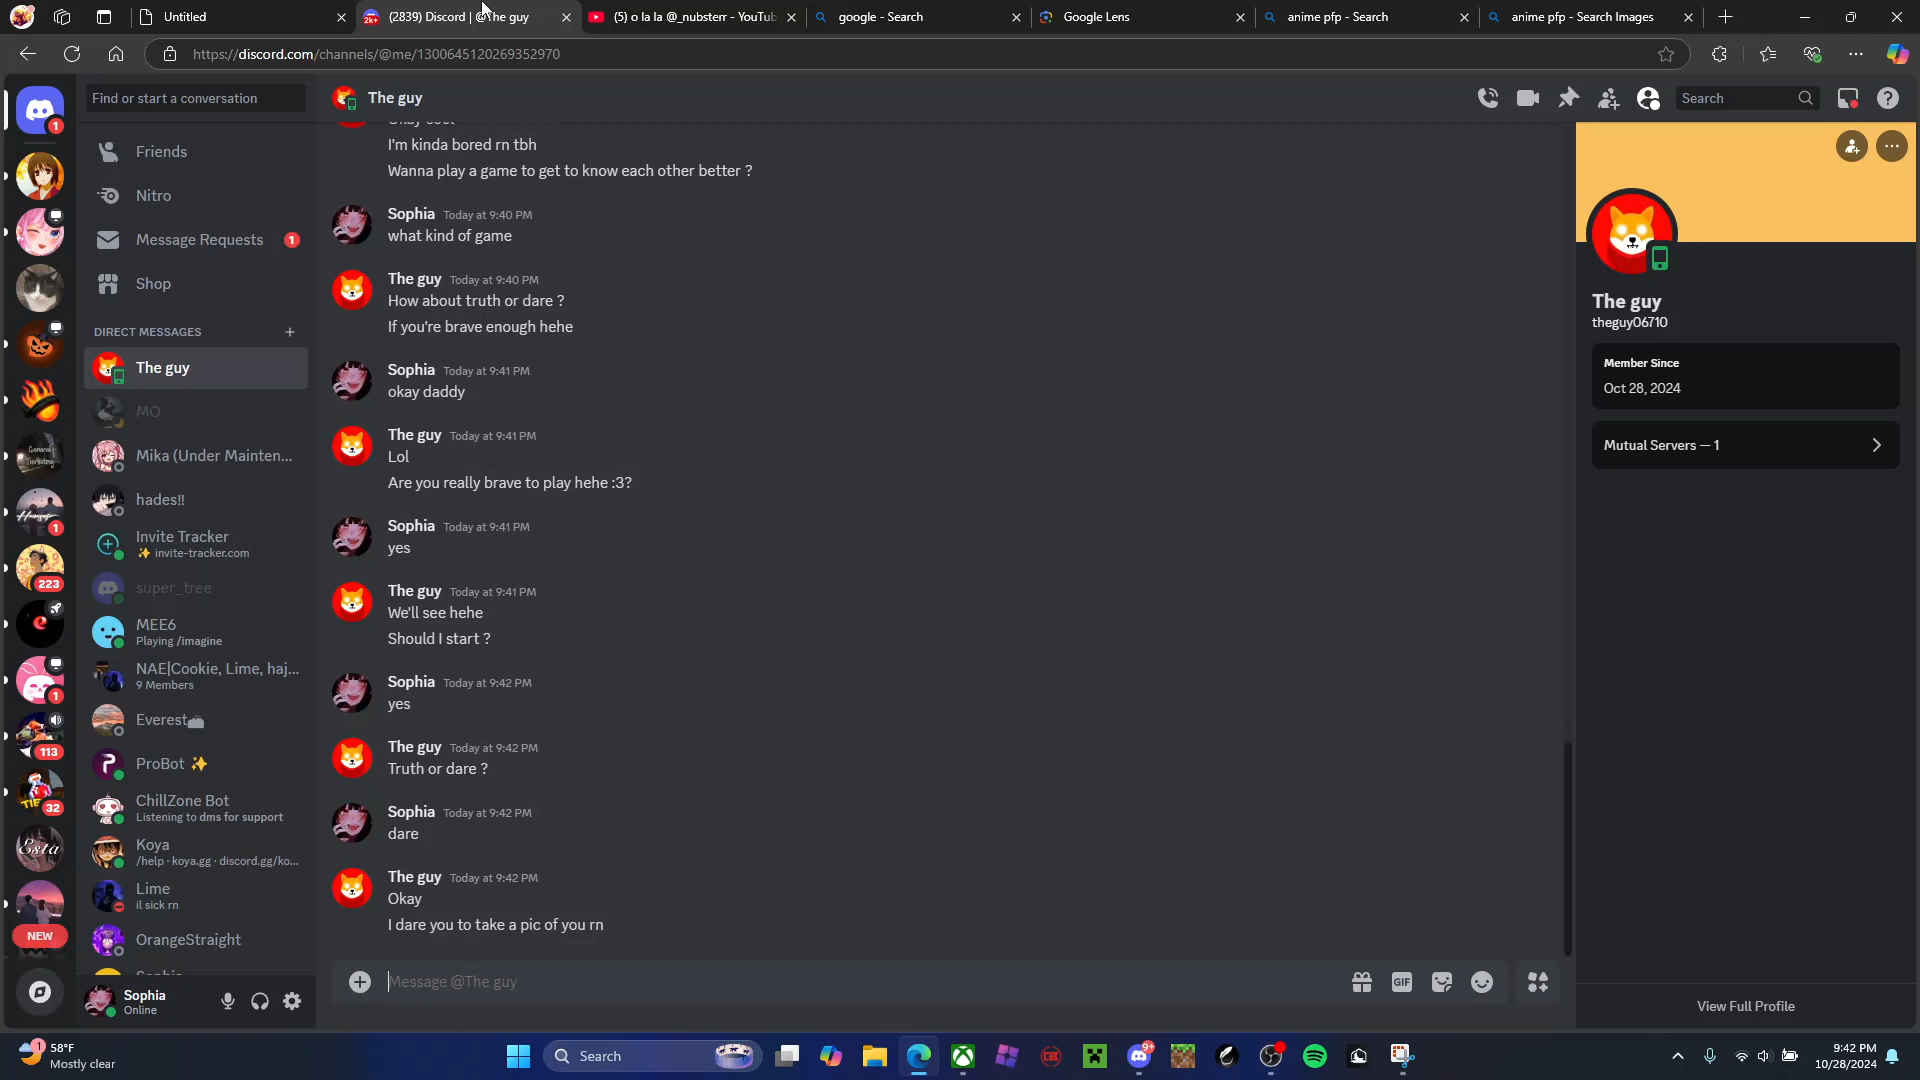 Untitled
(2839) Discord | @The guy
(5) o la la @_nubsterr - YouTub
google - Search
Google Lens
anime pfp - Search
anime pfp - Search Images
https://discord.com/channels/@me/1300645120269352970
Find or start a conversation
The guy
Search
I'm kinda bored rn tbh
Wanna play a game to get to know each other better ?
Friends
Nitro
Message Requests
1
Shop
DIRECT MESSAGES
The guy
MO
Mika (Under Mainten...
hades!!
Invite Tracker
✨ invite-tracker.com
super_tree
MEE6
Playing /imagine
NAE|Cookie, Lime, haj...
9 Members
Everest
ProBot ✨
ChillZone Bot
Listening to dms for support
Koya
/help · koya.gg · discord.gg/ko...
Lime
il sick rn
OrangeStraight
Sophia
Online
1
1
223
1
113
32
Esta
NEW
Sophia Today at 9:40 PM
what kind of game
The guy Today at 9:40 PM
How about truth or dare ?
If you're brave enough hehe
Sophia Today at 9:41 PM
okay daddy
The guy Today at 9:41 PM
Lol
Are you really brave to play hehe :3?
Sophia Today at 9:41 PM
yes
The guy Today at 9:41 PM
We'll see hehe
Should I start ?
Sophia Today at 9:42 PM
yes
The guy Today at 9:42 PM
Truth or dare ?
Sophia Today at 9:42 PM
dare
The guy Today at 9:42 PM
Okay
I dare you to take a pic of you rn
Message @The guy
GIF
The guy
theguy06710
Member Since
Oct 28, 2024
Mutual Servers — 1
View Full Profile
1
58°F
Mostly clear
Search
9+
9:42 PM
10/28/2024